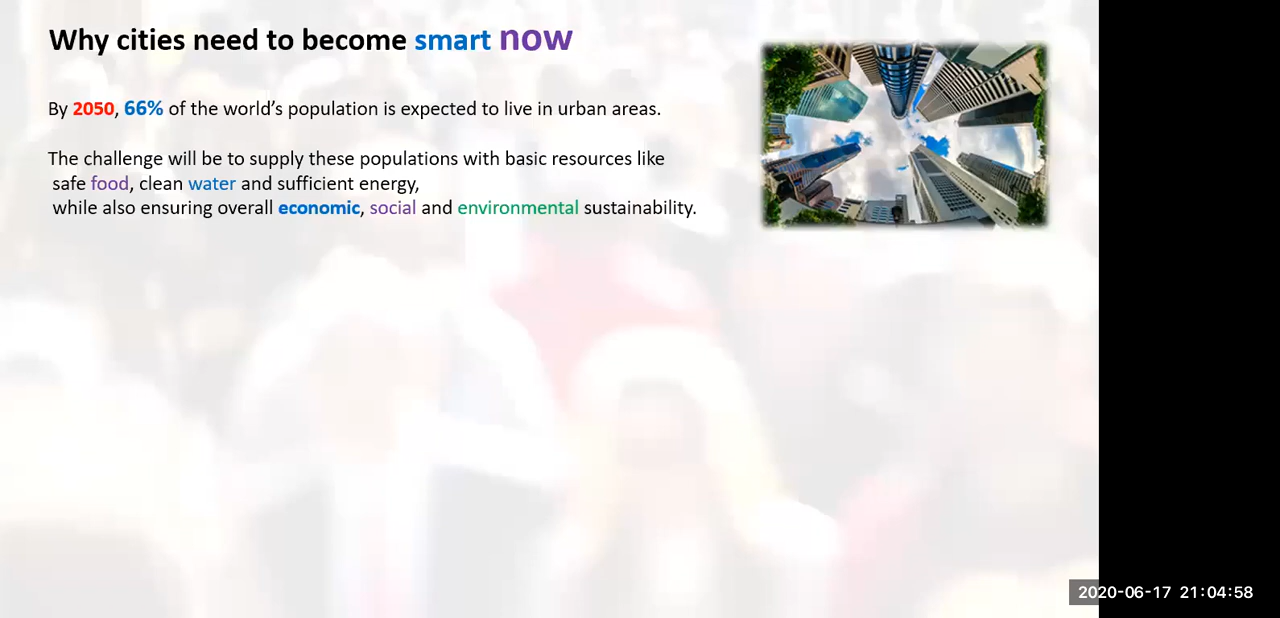 Why cities need to become smart now
By 2050, 66% of the world’s population is expected to live in urban areas.
The challenge will be to supply these populations with basic resources like
safe food, clean water and sufficient energy,
while also ensuring overall economic, social and environmental sustainability.
2020-06-17 21:04:58